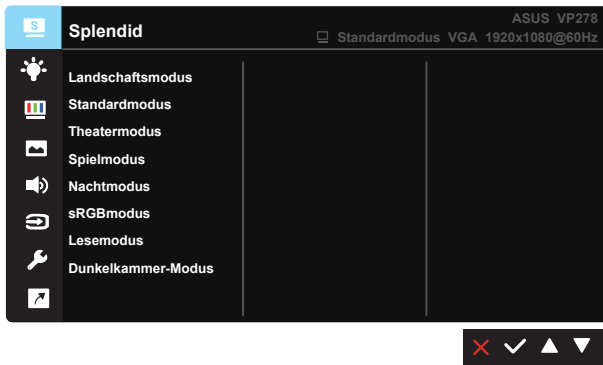 S
Splendid
ASUS VP278
Standardmodus VGA 1920x1080@60Hz
Landschaftsmodus
Standardmodus
Theatermodus
Spielmodus
Nachtmodus
sRGBmodus
Lesemodus
Dunkelkammer-Modus